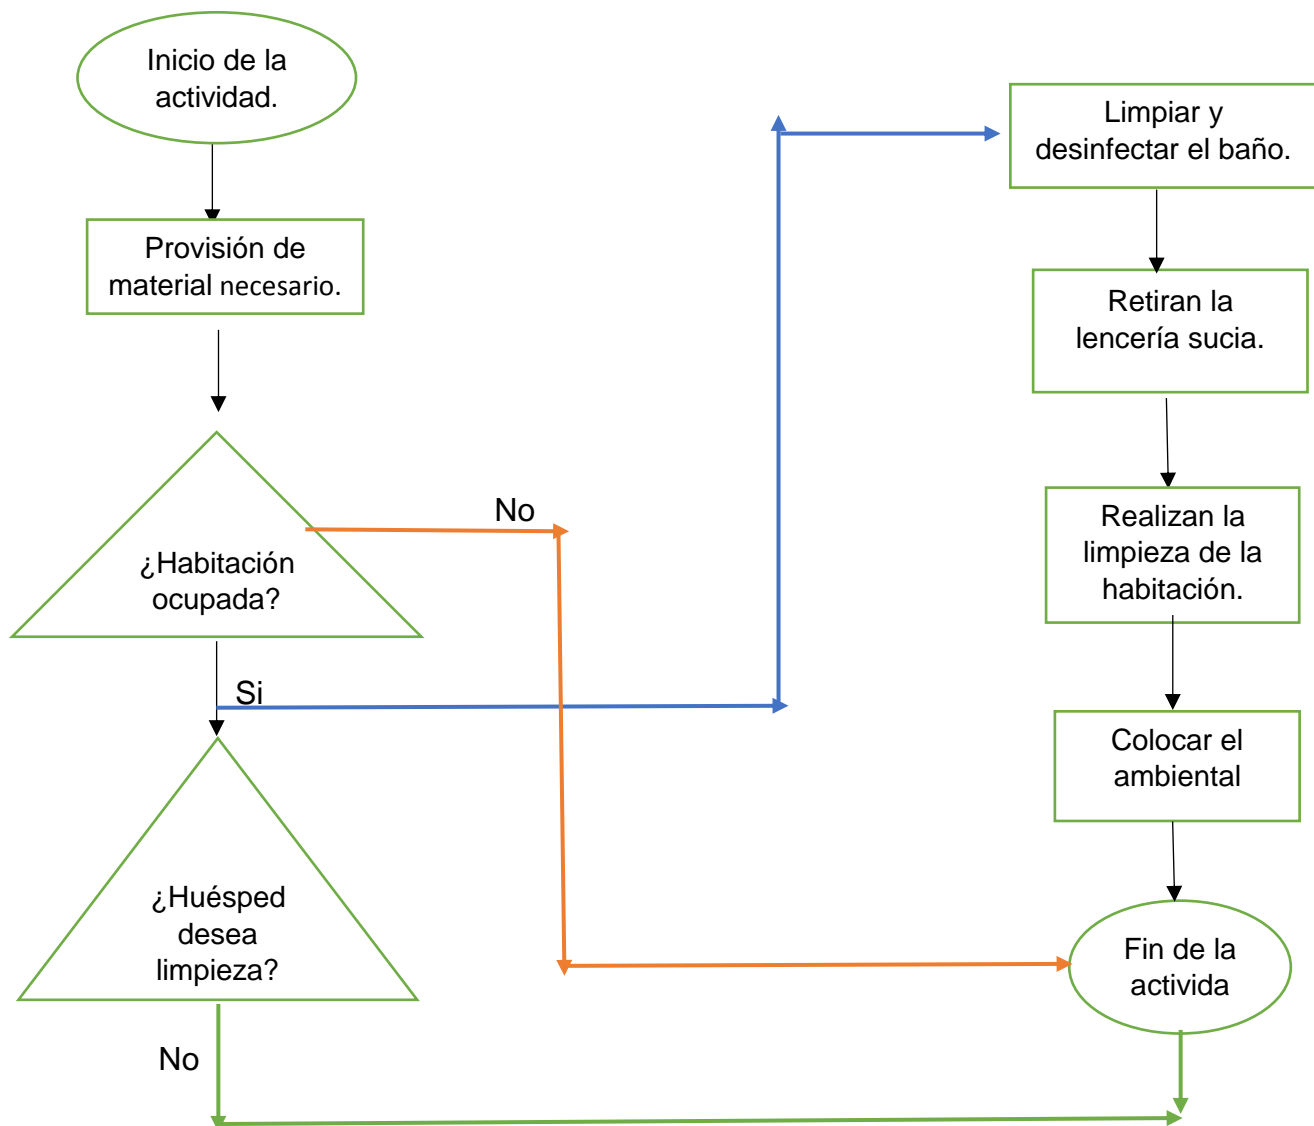 Inicio de la
actividad.
Provisión de
material necesario.
¿Habitación
ocupada?
No
Si
¿Huésped
desea
limpieza?
No
Limpiar y
desinfectar el baño.
Retiran la
lencería sucia.
Realizan la
limpieza de la
habitación.
Colocar el
ambiental
Fin de la
activida